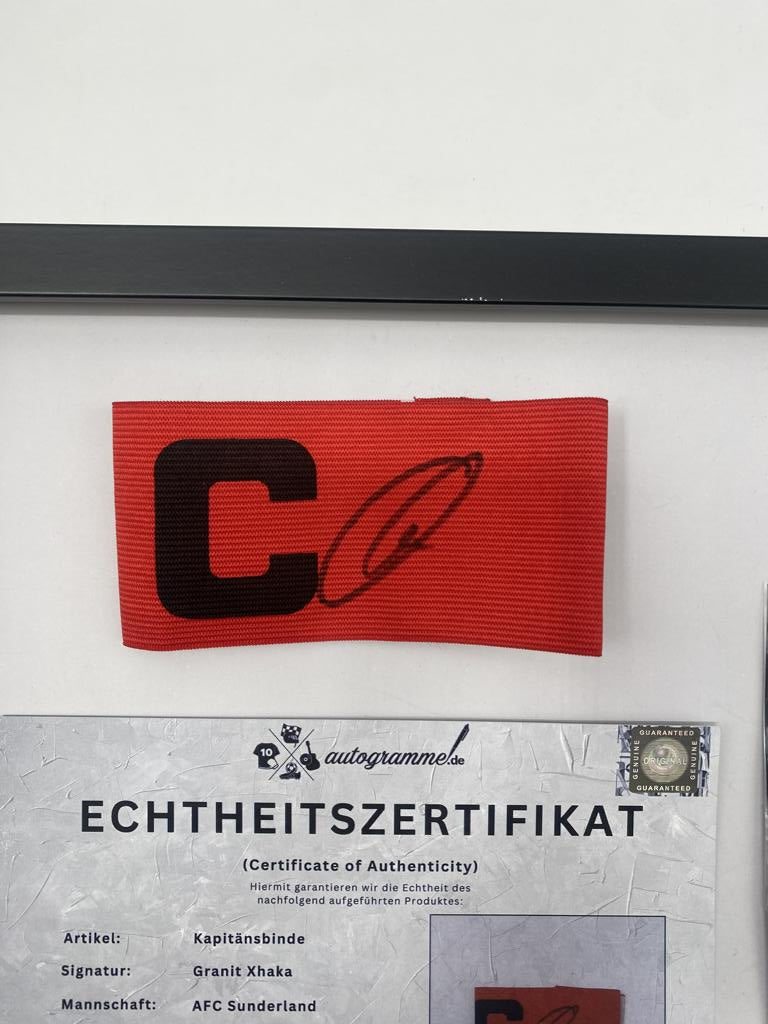 C
10
autogramme.de
GUARANTEED
GENUINE
ORIGINAL
GENUINE
GUARANTEED
ECHTHEITSZERTIFIKAT
(Certificate of Authenticity)
Hiermit garantieren wir die Echtheit des
nachfolgend aufgeführten Produktes:
Artikel: Kapitänsbinde
Signatur: Granit Xhaka
Mannschaft: AFC Sunderland